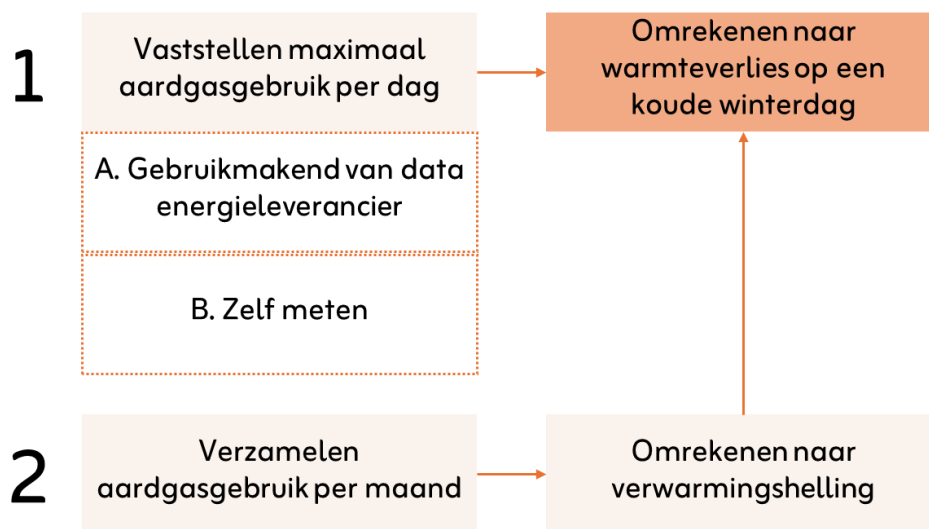 1
Vaststellen maximaal
aardgasgebruik per dag
Omrekenen naar
warmteverlies op een
koude winterdag
A. Gebruikmakend van data
energieleverancier
B. Zelf meten
2
Verzamelen
aardgasgebruik per maand
Omrekenen naar
verwarmingshelling